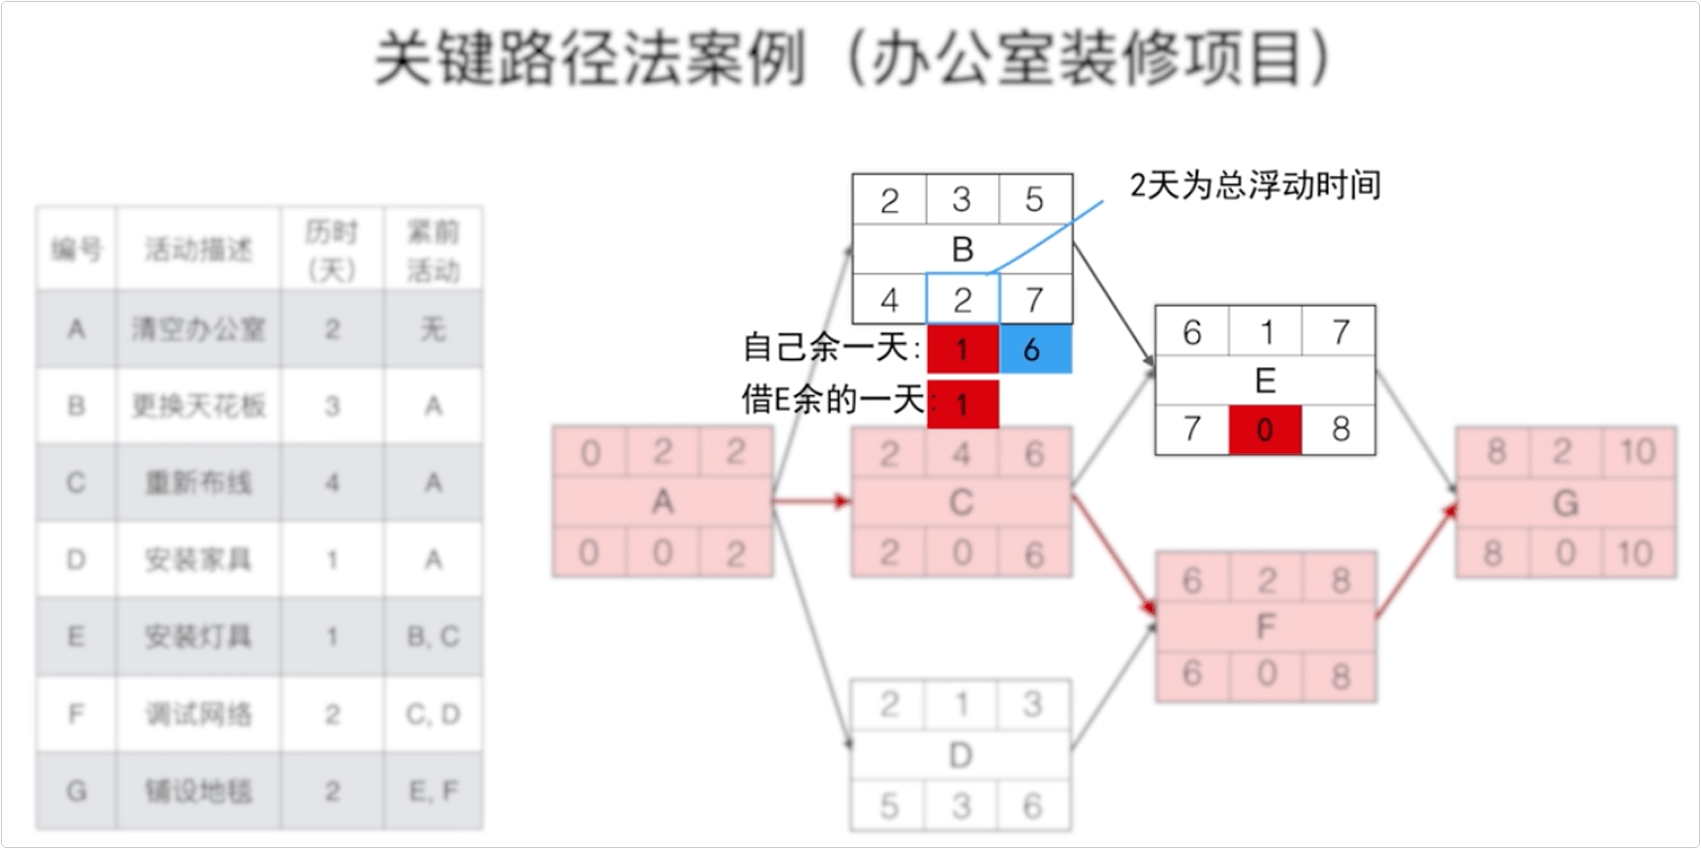 关键路径法案例（办公室装修项目）
编号 活动描述 历时（天） 紧前活动
A 清空办公室 2 无
B 更换天花板 3 A
C 重新布线 4 A
D 安装家具 1 A
E 安装灯具 1 B, C
F 调试网络 2 C, D
G 铺设地毯 2 E, F
2天为总浮动时间
2 3 5
B
4 2 7
自己余一天: 1 6
借E余的一天: 1
6 1 7
E
7 0 8
0 2 2
A
0 0 2
2 4 6
C
2 0 6
8 2 10
G
8 0 10
6 2 8
F
6 0 8
2 1 3
D
5 3 6